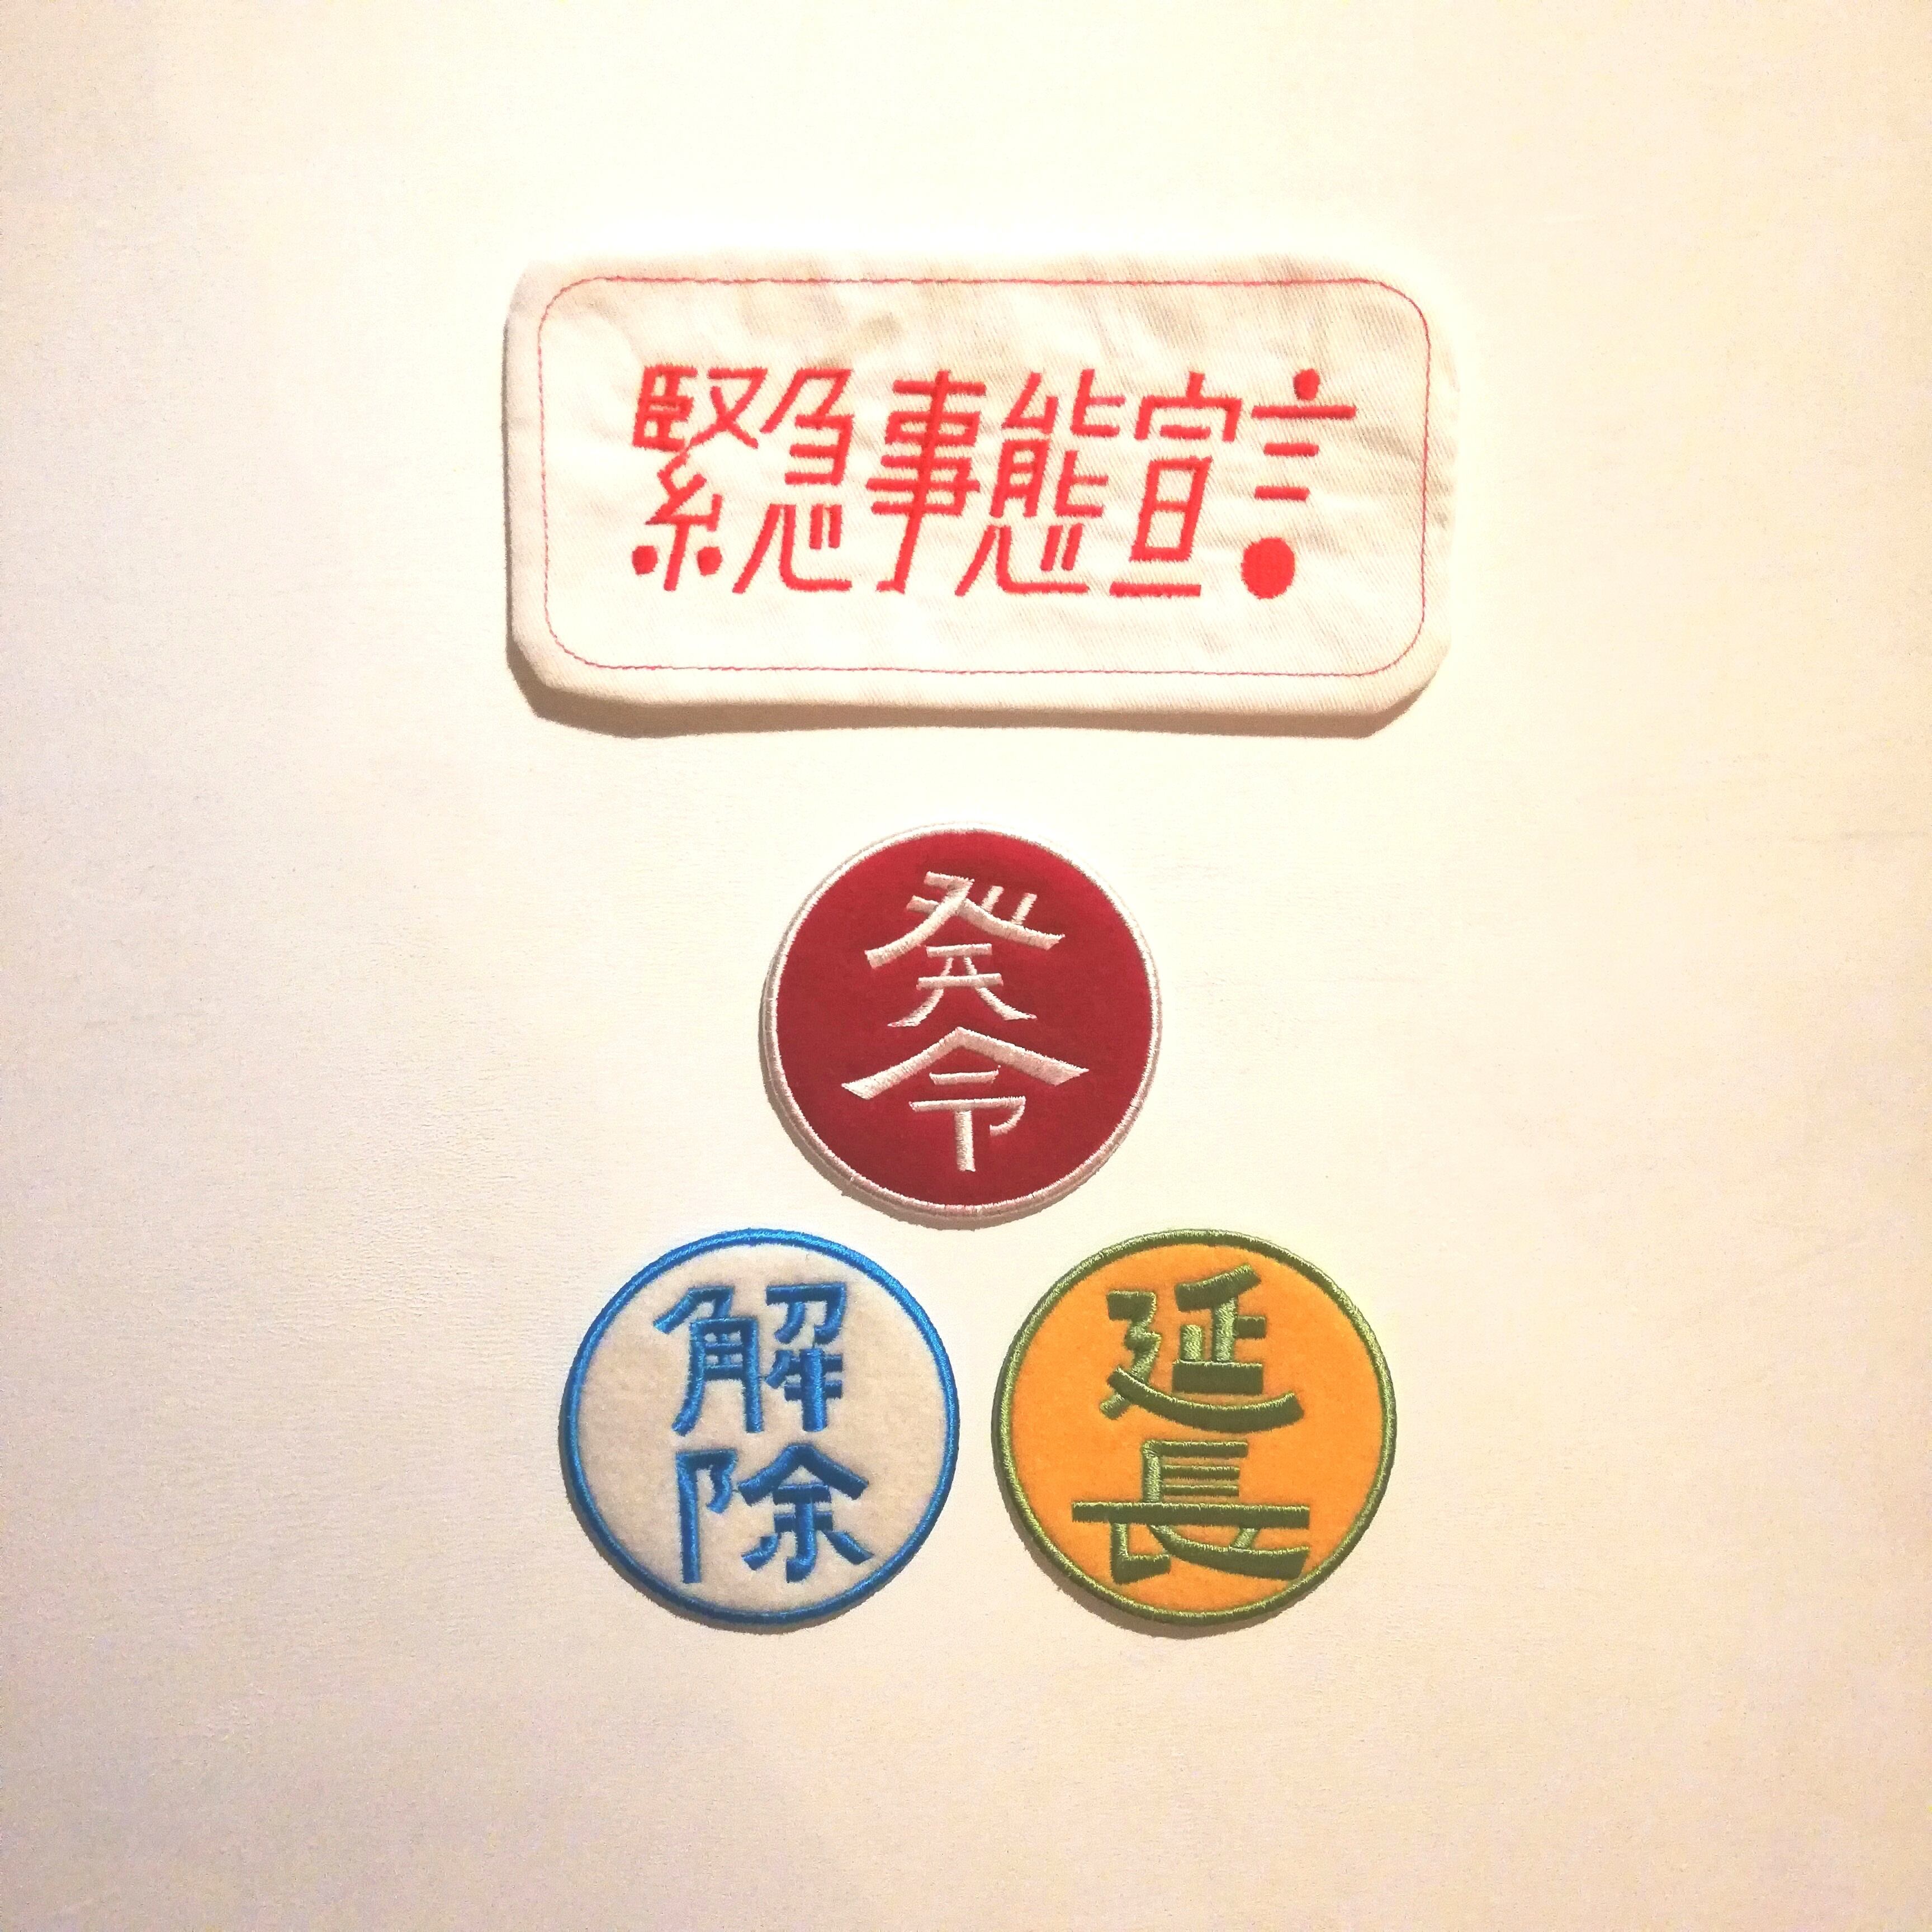 緊急事態宣言
発令
解除
延長